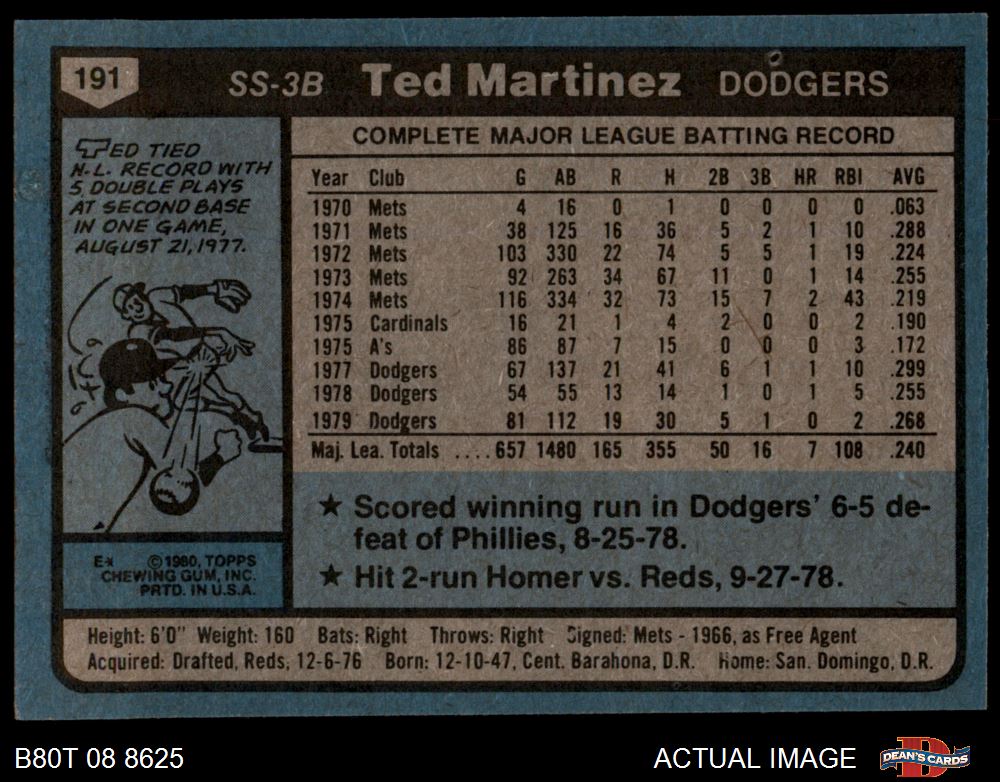 191 SS-3B Ted Martinez DODGERS
TED TIED
N.L. RECORD WITH
5 DOUBLE PLAYS
AT SECOND BASE
IN ONE GAME,
AUGUST 21, 1977.
COMPLETE MAJOR LEAGUE BATTING RECORD
Year Club G AB R H 2B 3B HR RBI AVG
1970 Mets 4 16 0 1 0 0 0 0 .063
1971 Mets 38 125 16 36 5 2 1 10 .288
1972 Mets 103 330 22 74 5 5 1 19 .224
1973 Mets 92 263 34 67 11 0 1 14 .255
1974 Mets 116 334 32 73 15 7 2 43 .219
1975 Cardinals 16 21 1 4 2 0 0 2 .190
1975 A's 86 87 7 15 0 0 0 3 .172
1977 Dodgers 67 137 21 41 6 1 1 10 .299
1978 Dodgers 54 55 13 14 1 0 1 5 .255
1979 Dodgers 81 112 19 30 5 1 0 2 .268
Maj. Lea. Totals ....657 1480 165 355 50 16 7 108 .240
★ Scored winning run in Dodgers' 6-5 de-
feat of Phillies, 8-25-78.
★ Hit 2-run Homer vs. Reds, 9-27-78.
E* ©1980, TOPPS
CHEWING GUM, INC.
PRTD. IN U.S.A.
Height: 6'0" Weight: 160 Bats: Right Throws: Right Signed: Mets - 1966, as Free Agent
Acquired: Drafted, Reds, 12-6-76 Born: 12-10-47, Cent. Barahona, D.R. Home: San. Domingo, D.R.
B80T 08 8625
ACTUAL IMAGE
DEAN'S CARDS